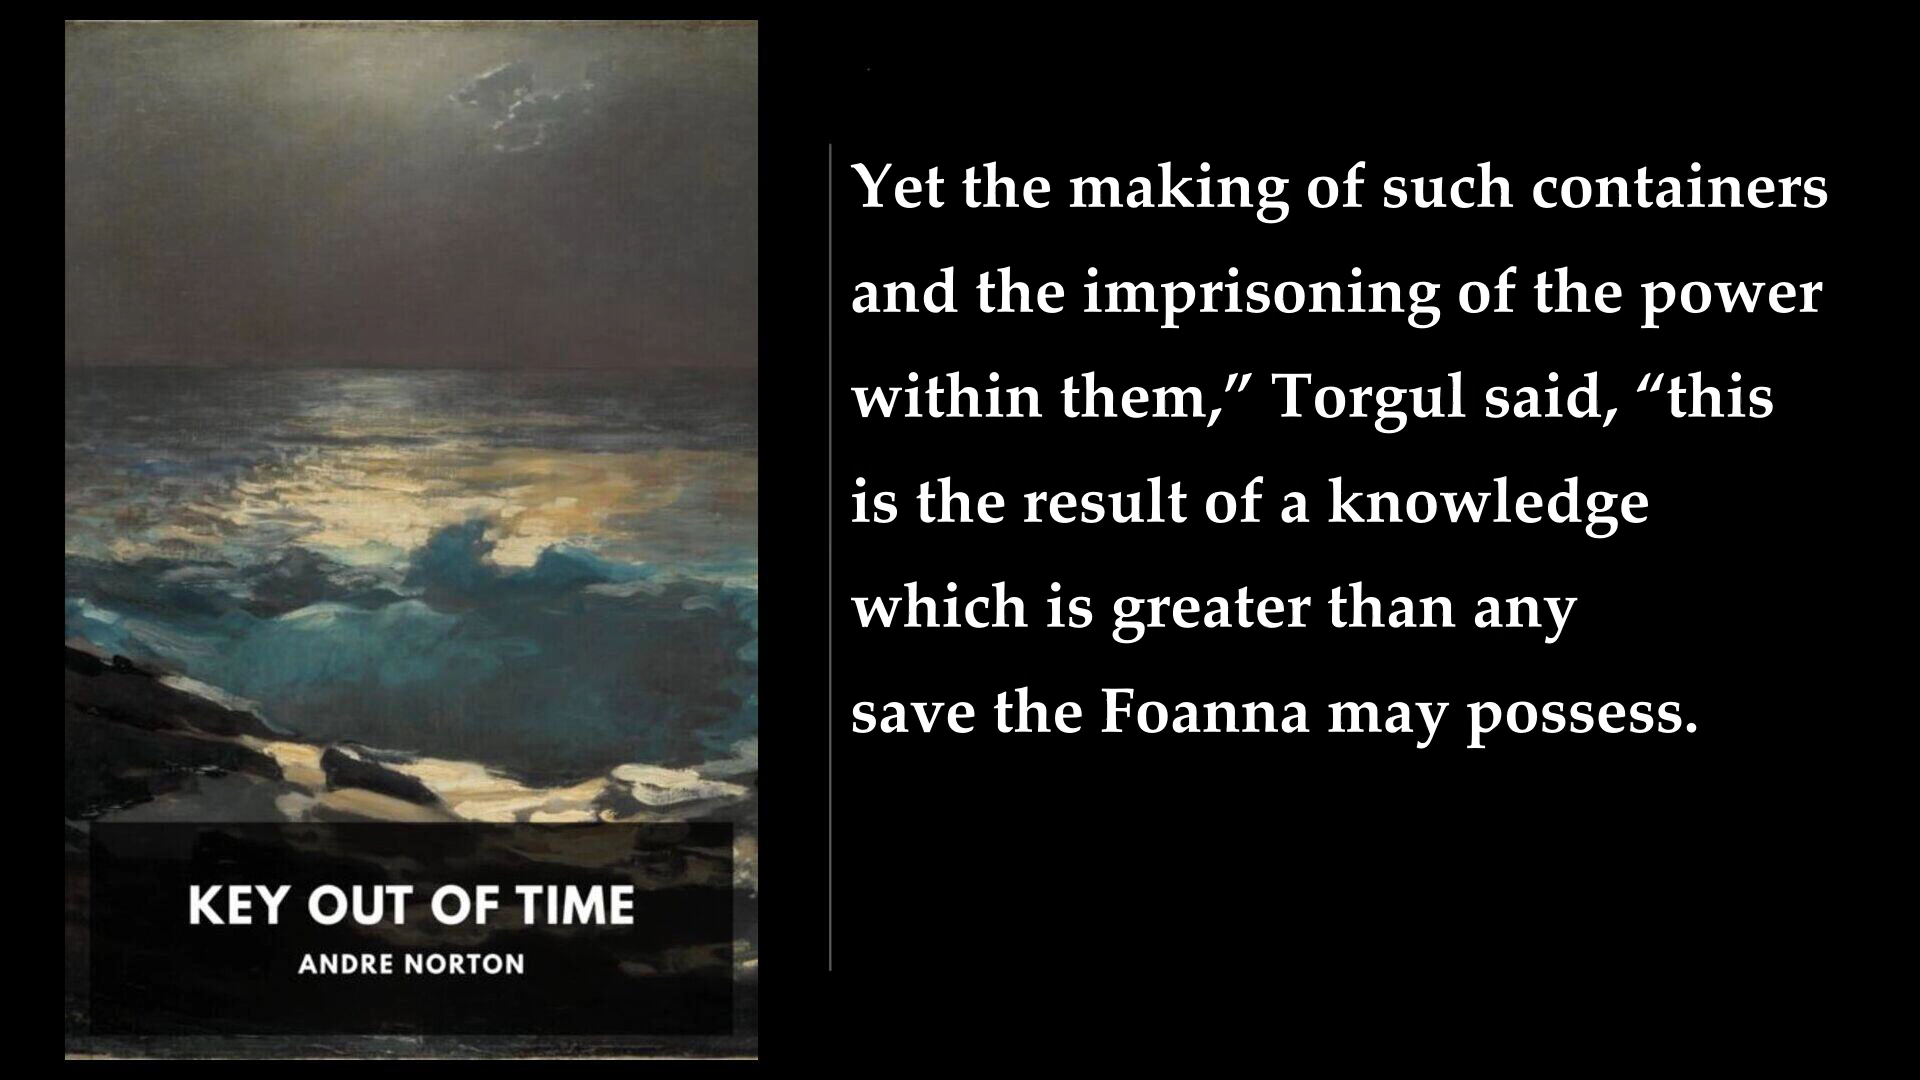 KEY OUT OF TIME
ANDRE NORTON
Yet the making of such containers
and the imprisoning of the power
within them,” Torgul said, “this
is the result of a knowledge
which is greater than any
save the Foanna may possess.